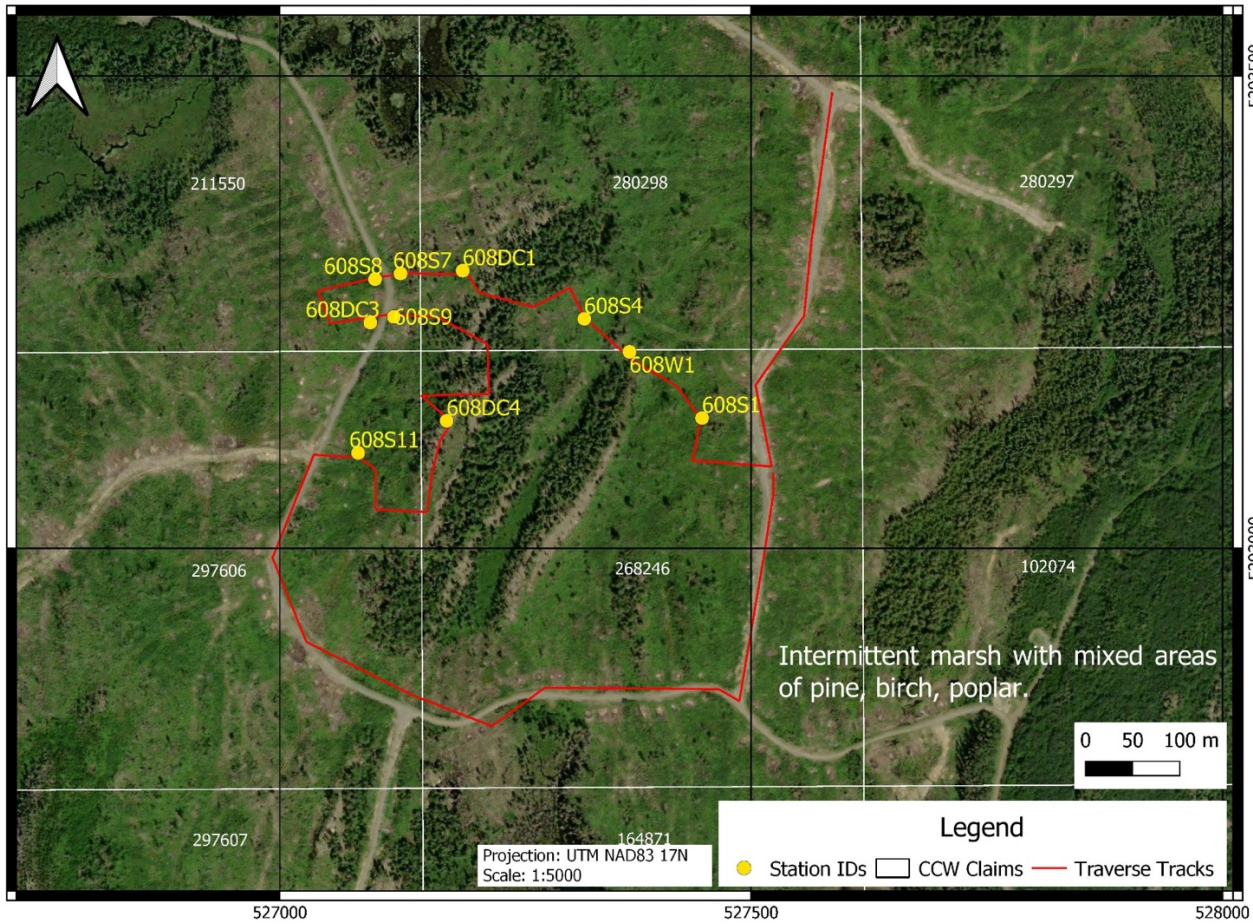 211550
280298
280297
608S8
608S7
608DC1
608DC3
608S9
608S4
608W1
608DC4
608S1
608S11
297606
268246
102074
Intermittent marsh with mixed areas
of pine, birch, poplar.
0 50 100 m
297607
164871
Projection: UTM NAD83 17N
Scale: 1:5000
Legend
Station IDs CCW Claims Traverse Tracks
527000 527500 528000